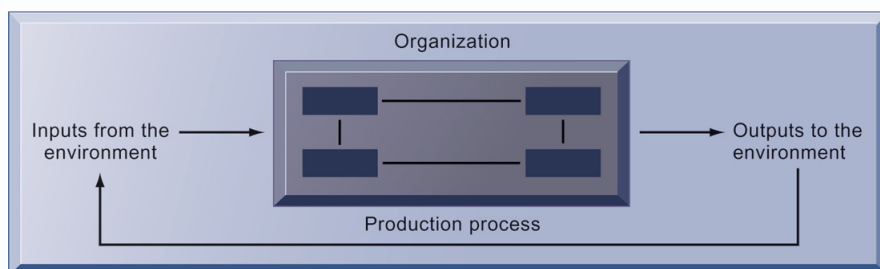 Organization
Inputs from the
environment
Outputs to the
environment
Production process